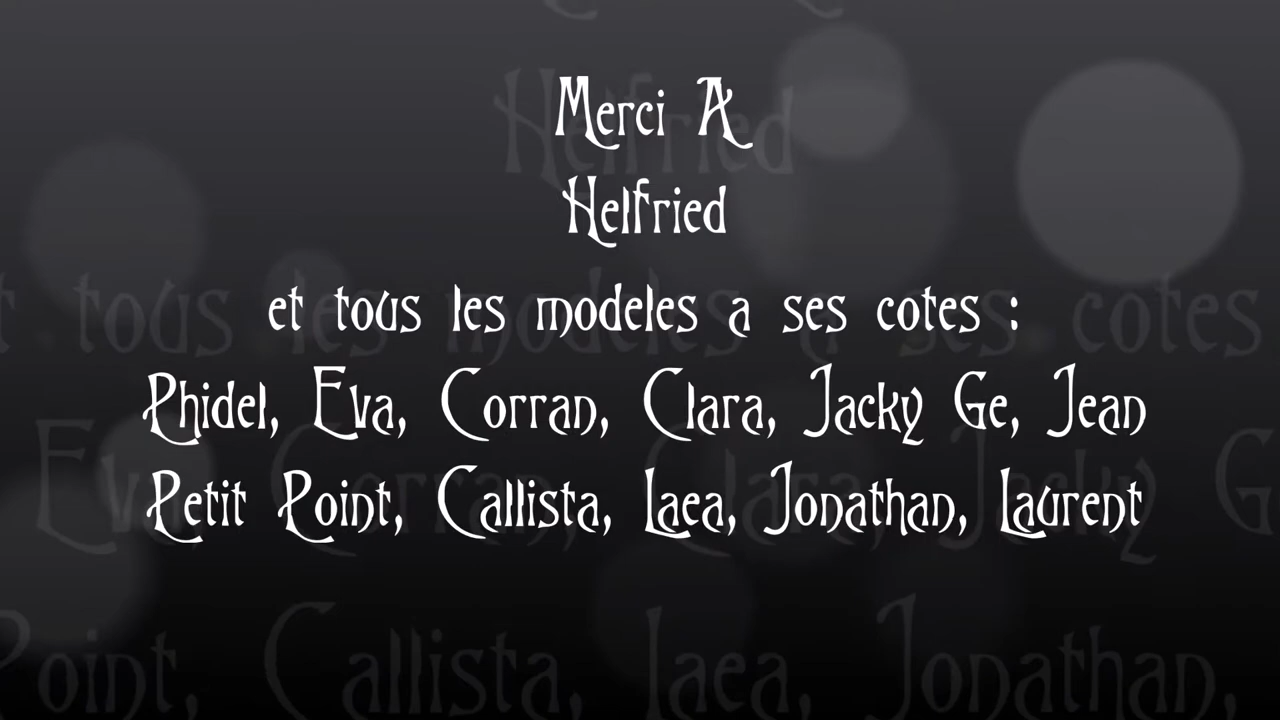 Merci A
Helfried
et tous les modeles a ses cotes :
Phidel, Eva, Corran, Clara, Jacky Ge, Jean
Petit Point, Callista, Laea, Jonathan, Laurent